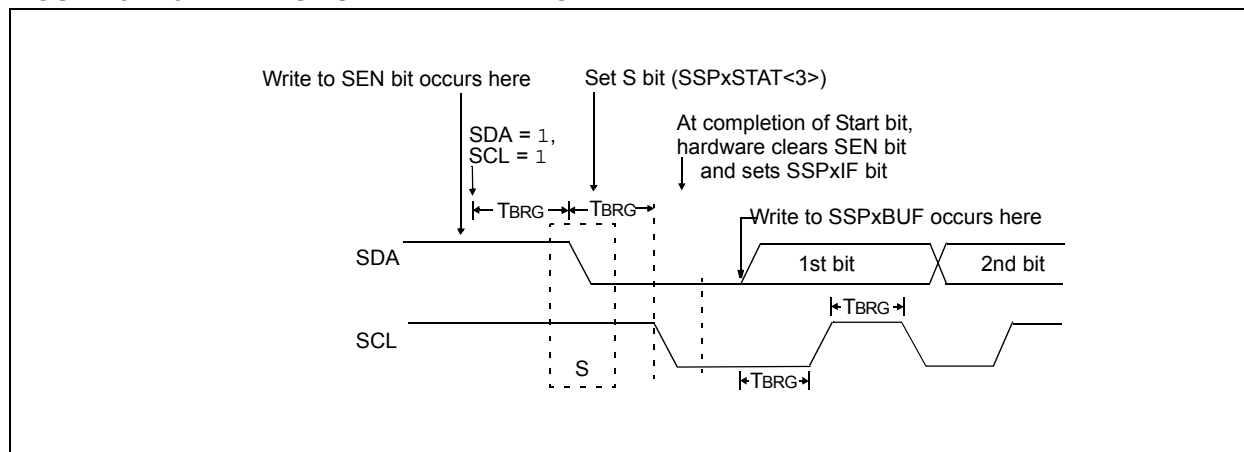 Write to SEN bit occurs here
Set S bit (SSPxSTAT<3>)
SDA = 1,
SCL = 1
At completion of Start bit,
hardware clears SEN bit
and sets SSPxIF bit
TBRG
TBRG
Write to SSPxBUF occurs here
SDA
1st bit
2nd bit
TBRG
SCL
S
TBRG